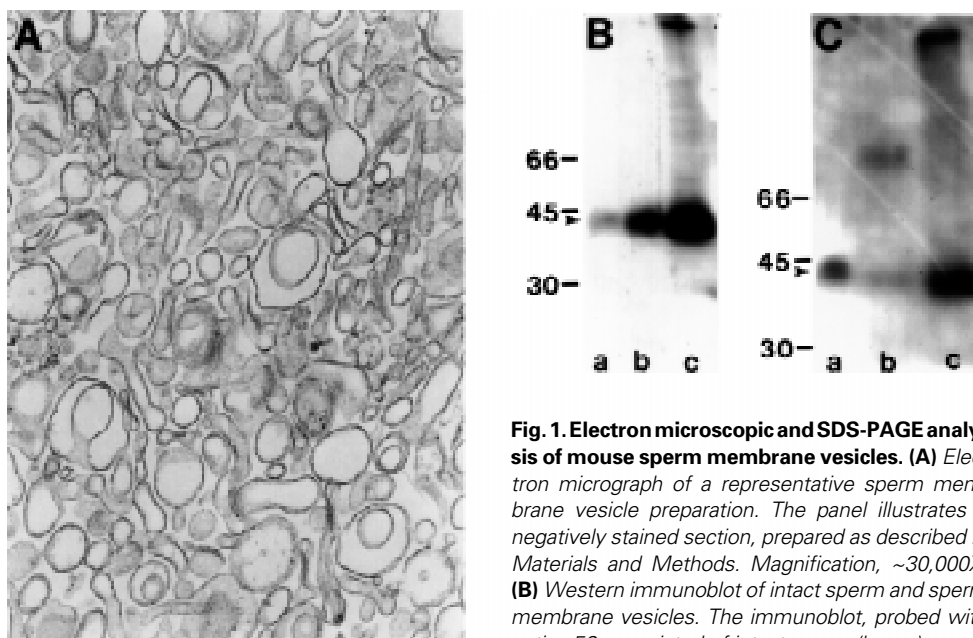 A
B
C
66
45
30
a b c
66
45
30
a b c
Fig. 1. Electron microscopic and SDS-PAGE analy
sis of mouse sperm membrane vesicles. (A) Elec
tron micrograph of a representative sperm mem
brane vesicle preparation. The panel illustrates
negatively stained section, prepared as described
Materials and Methods. Magnification, ~30,000X
(B) Western immunoblot of intact sperm and sperm
membrane vesicles. The immunoblot, probed wit